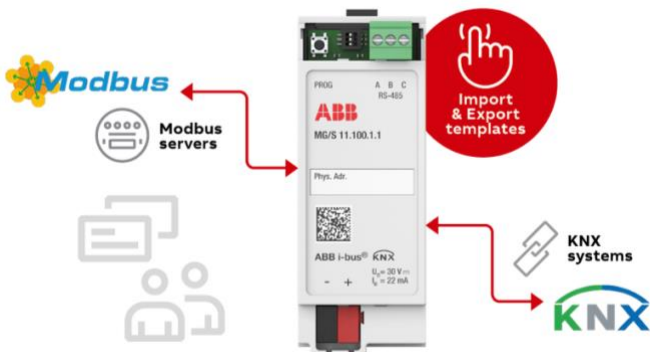 Modbus
Modbus
servers
PROG
A B C
RS-485
ABB
MG/S 11.100.1.1
Phys. Adr.
ABB i-bus® KNX
- +
Uₙ= 30 V
Iₙ = 22 mA
Import
& Export
templates
KNX
systems
KNX